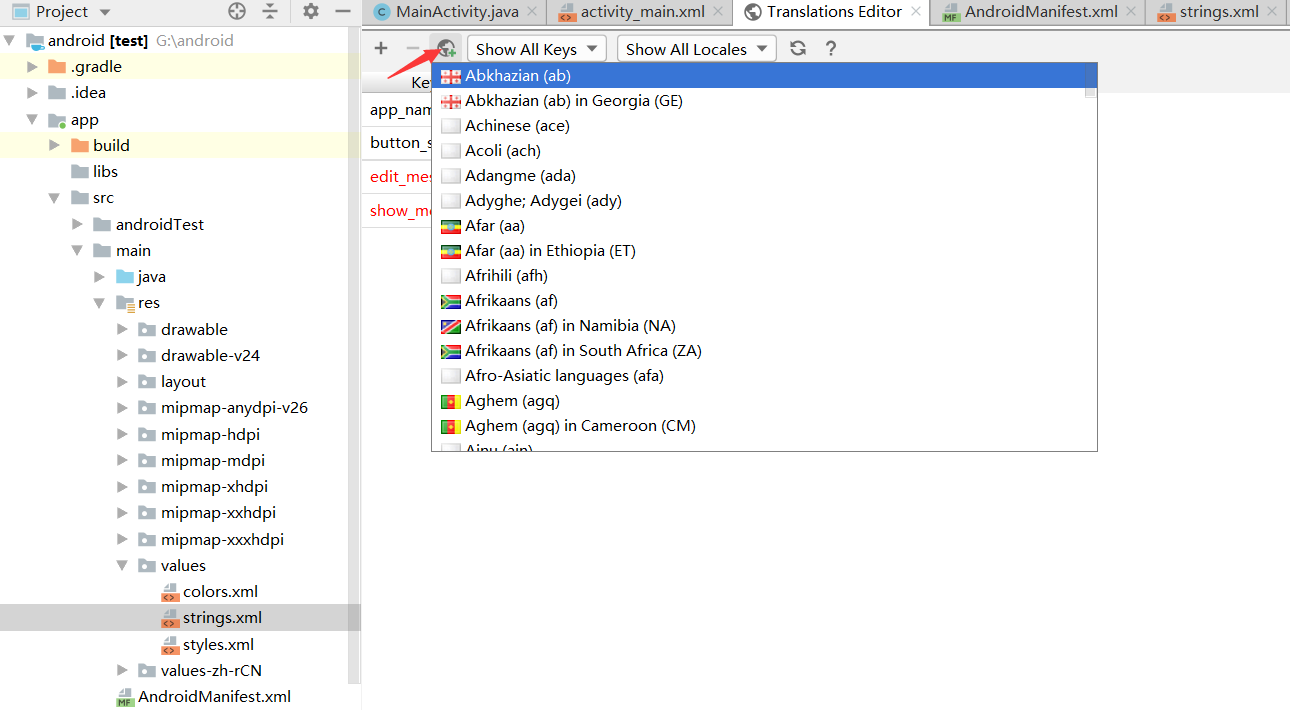 Project
MainActivity.java
activity_main.xml
Translations Editor
AndroidManifest.xml
strings.xml
android [test] G:\android
.gradle
.idea
app
build
libs
src
androidTest
main
java
res
drawable
drawable-v24
layout
mipmap-anydpi-v26
mipmap-hdpi
mipmap-mdpi
mipmap-xhdpi
mipmap-xxhdpi
mipmap-xxxhdpi
values
colors.xml
strings.xml
styles.xml
values-zh-rCN
MF AndroidManifest.xml
Show All Keys
Show All Locales
?
Ke
app_nam
button_s
edit_mes
show_me
Abkhazian (ab)
Abkhazian (ab) in Georgia (GE)
Achinese (ace)
Acoli (ach)
Adangme (ada)
Adyghe; Adygei (ady)
Afar (aa)
Afar (aa) in Ethiopia (ET)
Afrihili (afh)
Afrikaans (af)
Afrikaans (af) in Namibia (NA)
Afrikaans (af) in South Africa (ZA)
Afro-Asiatic languages (afa)
Aghem (agq)
Aghem (agq) in Cameroon (CM)
Ainu (ain)